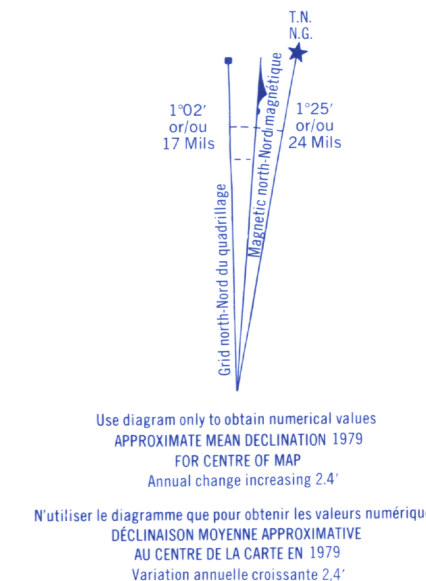 T.N.
N.G.
1°02'
or/ou
17 Mils
1°25'
or/ou
24 Mils
Grid north-Nord du quadrillage
Magnetic north-Nord magnétique
Use diagram only to obtain numerical values
APPROXIMATE MEAN DECLINATION 1979
FOR CENTRE OF MAP
Annual change increasing 2.4'
N'utiliser le diagramme que pour obtenir les valeurs numériqu
DÉCLINAISON MOYENNE APPROXIMATIVE
AU CENTRE DE LA CARTE EN 1979
Variation annuelle croissante 2,4'